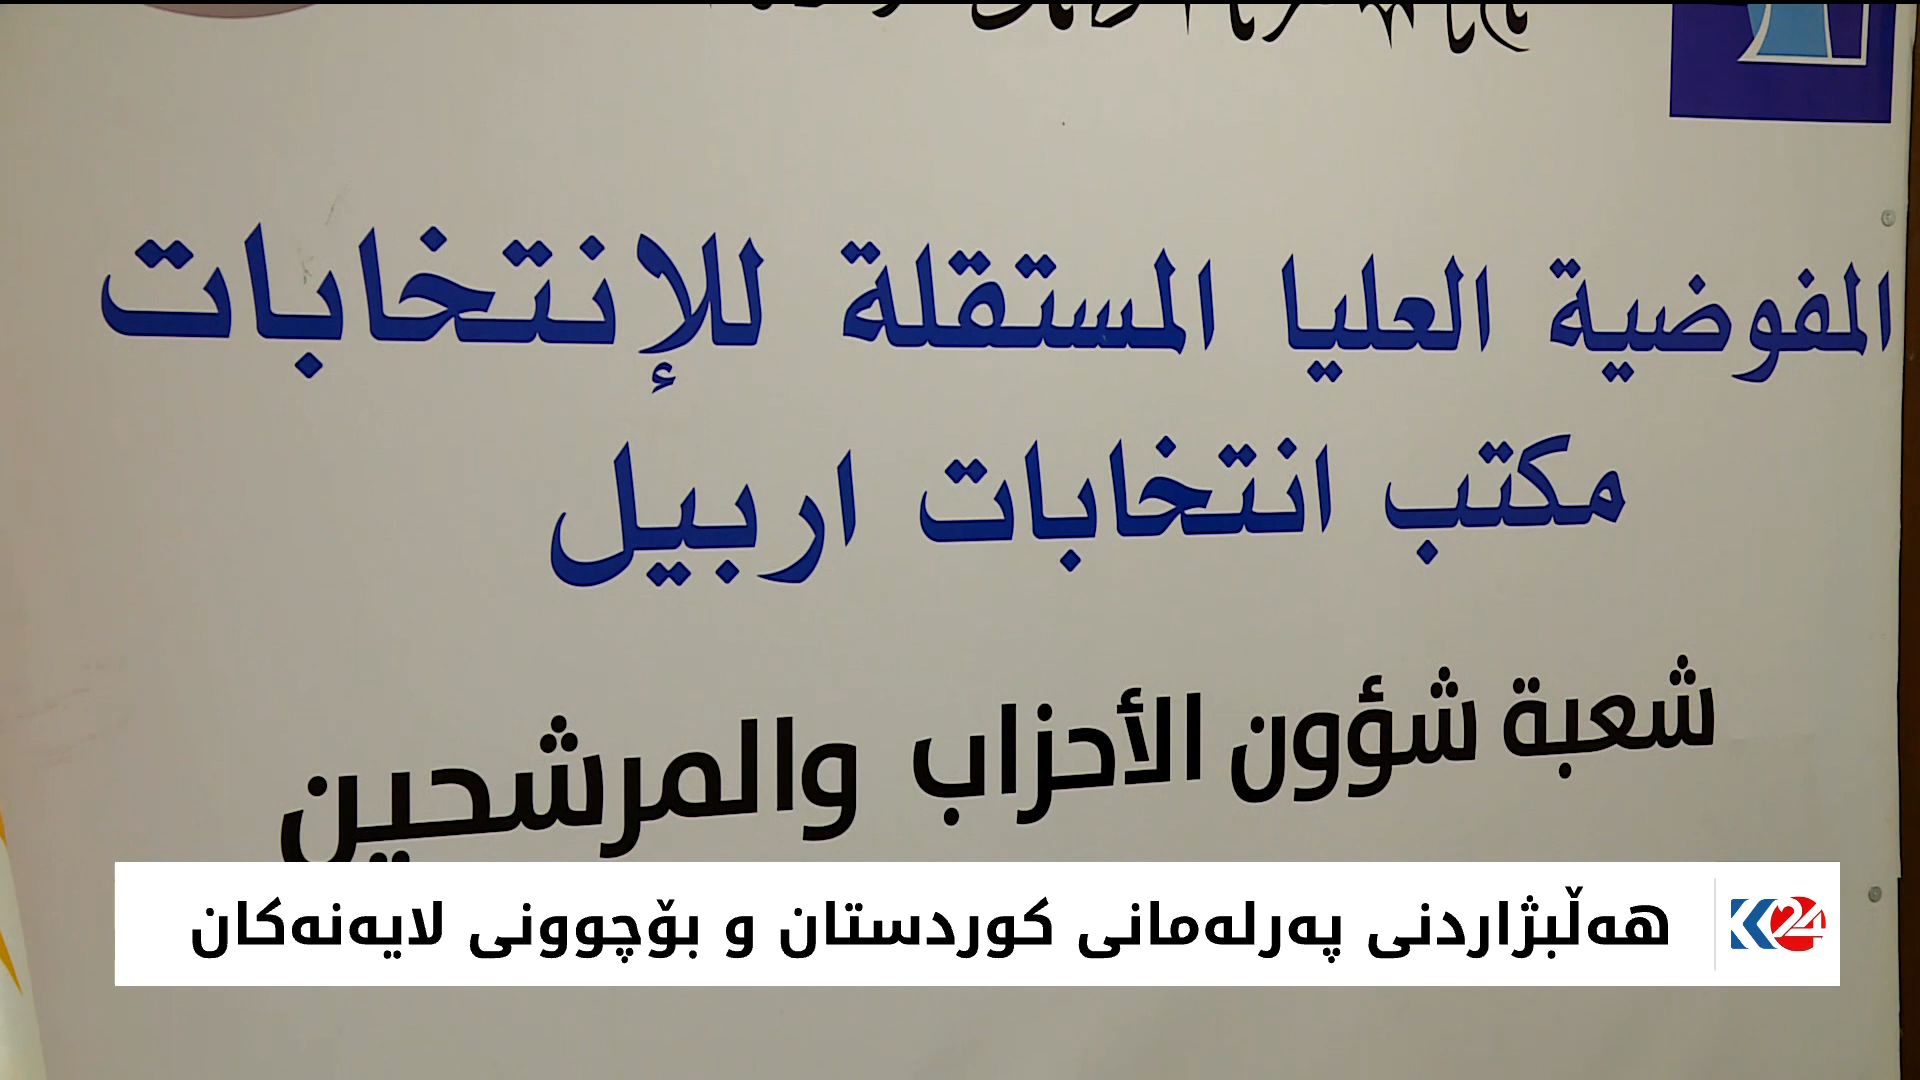 المفوضية العليا المستقلة للإنتخابات
مكتب انتخابات اربيل
شعبة شؤون الأحزاب والمرشحين
هەڵبژاردنی پەرلەمانی کوردستان و بۆچوونی لایەنەکان
K24